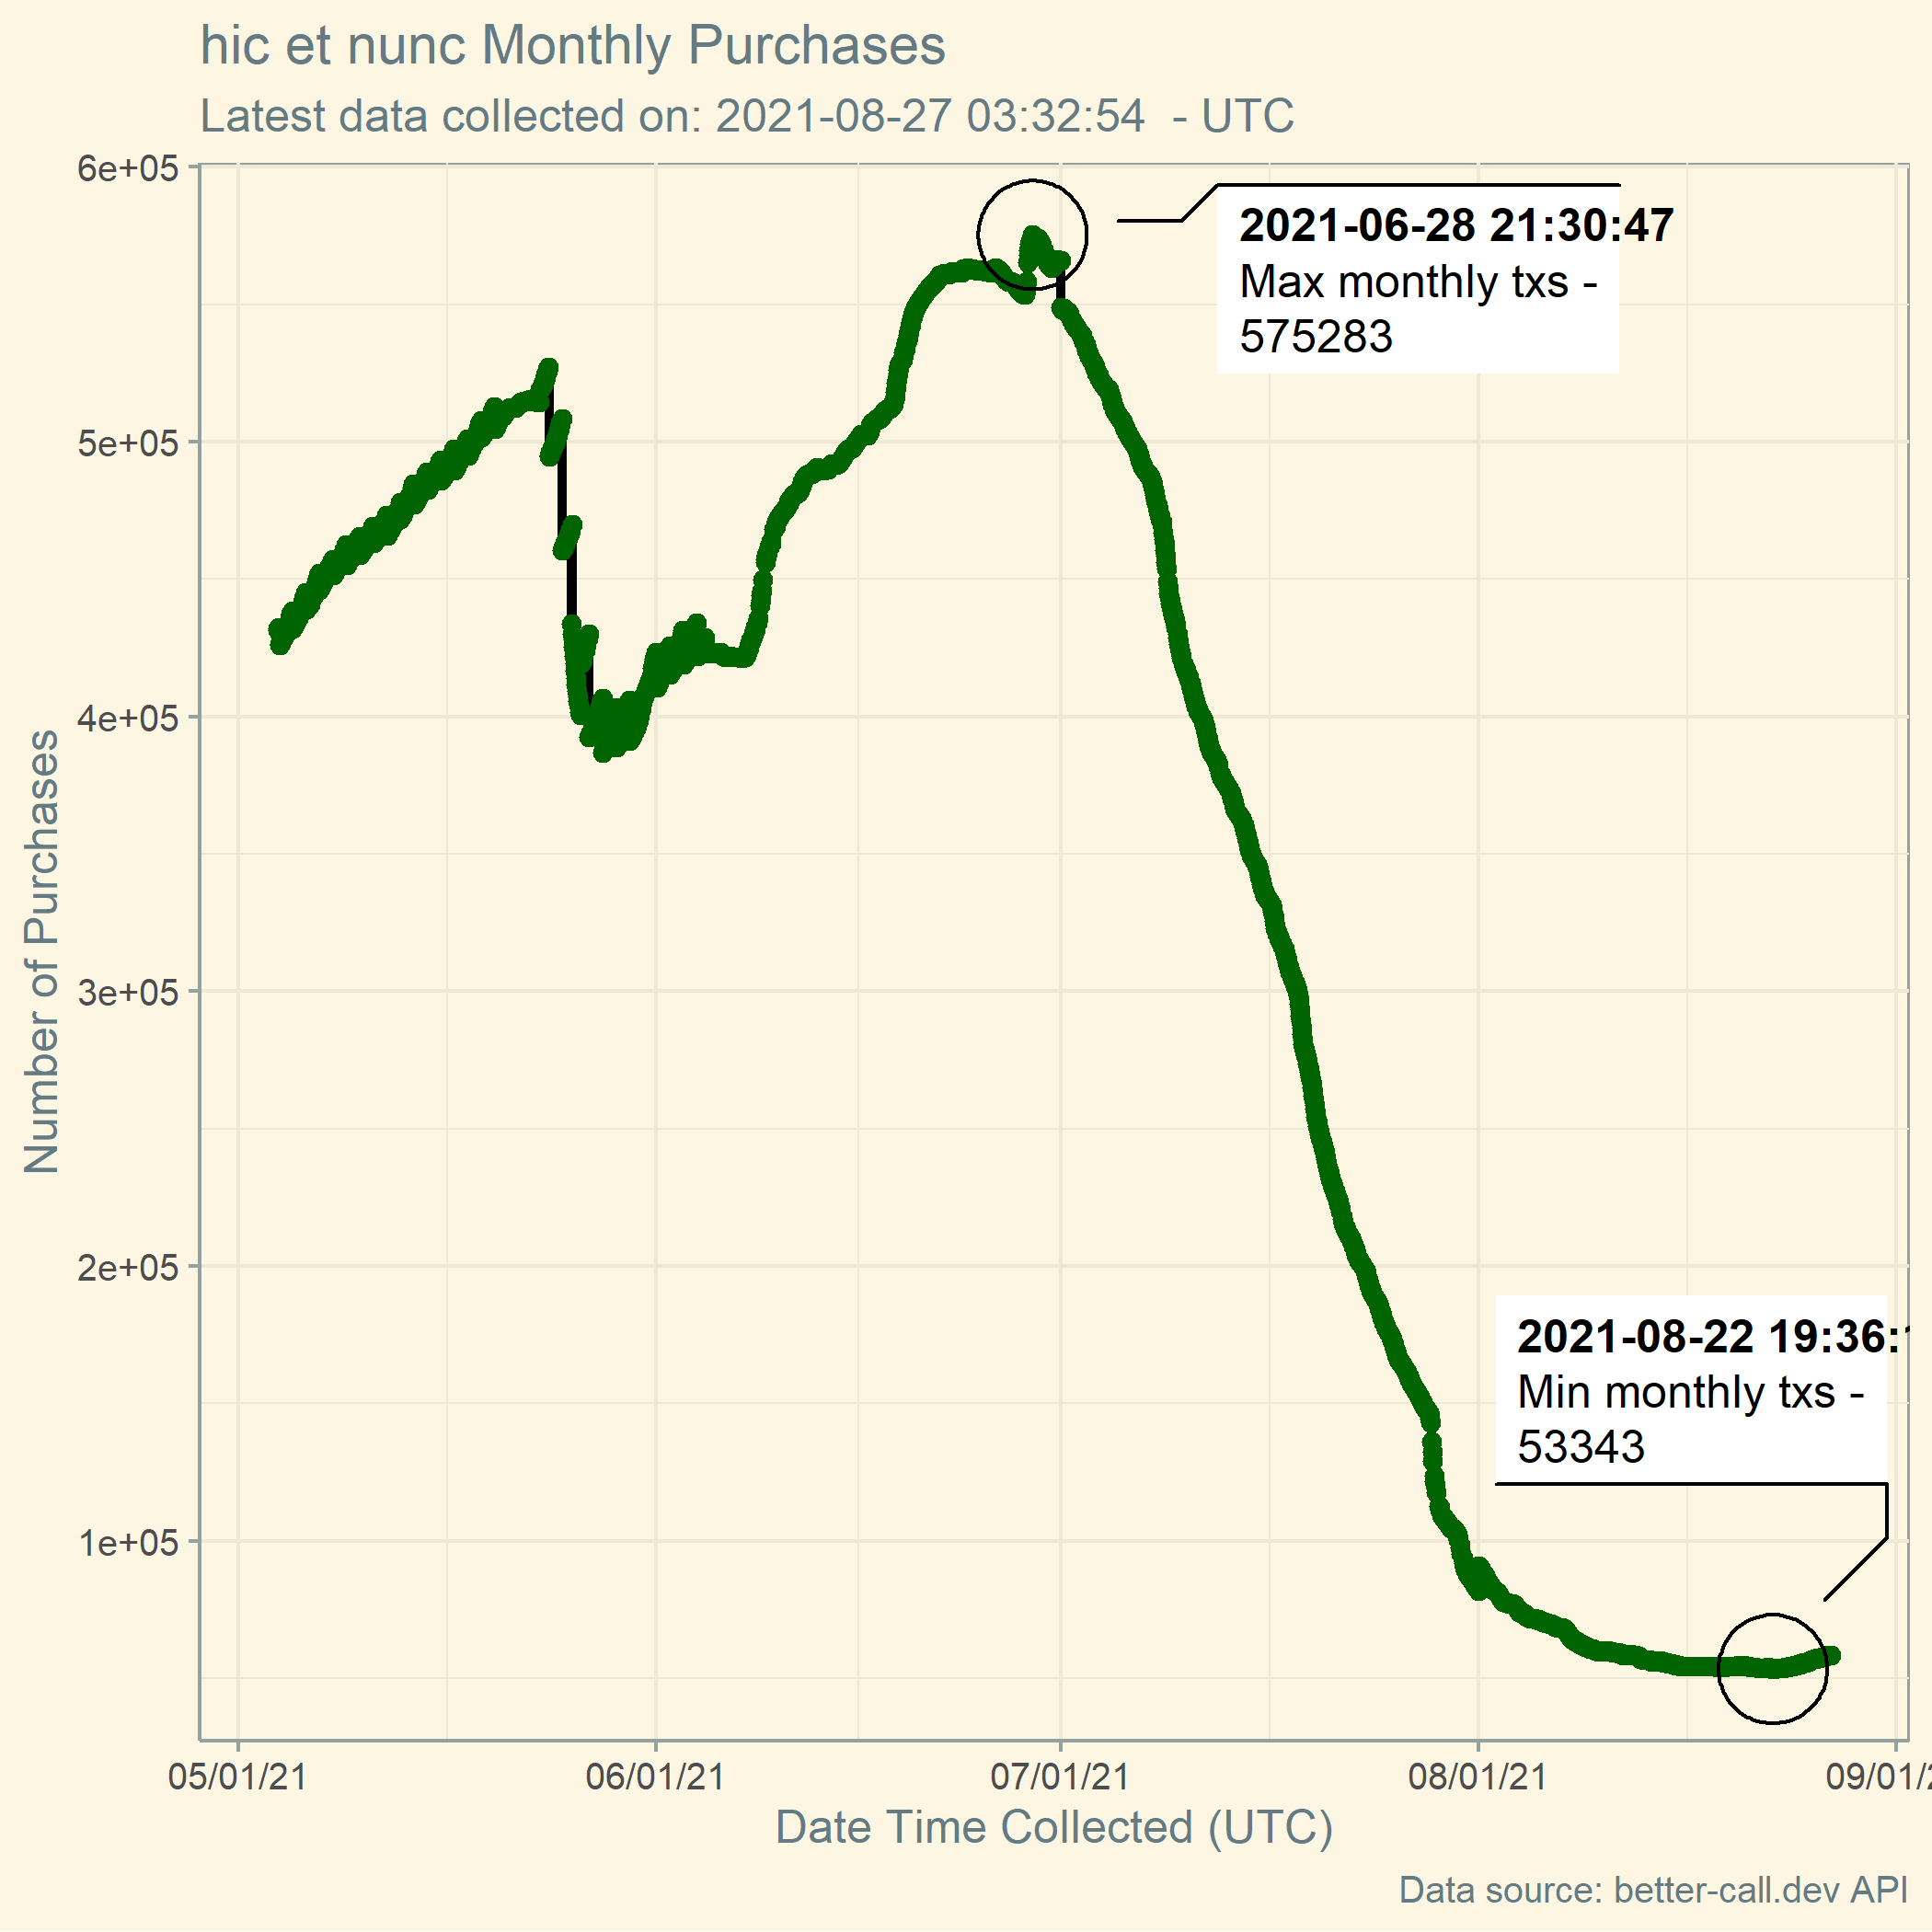 hic et nunc Monthly Purchases
Latest data collected on: 2021-08-27 03:32:54 - UTC
6e+05
5e+05
4e+05
3e+05
2e+05
1e+05
Number of Purchases
2021-06-28 21:30:47
Max monthly txs -
575283
2021-08-22 19:36:
Min monthly txs -
53343
05/01/21
06/01/21
07/01/21
08/01/21
09/01/
Date Time Collected (UTC)
Data source: better-call.dev API